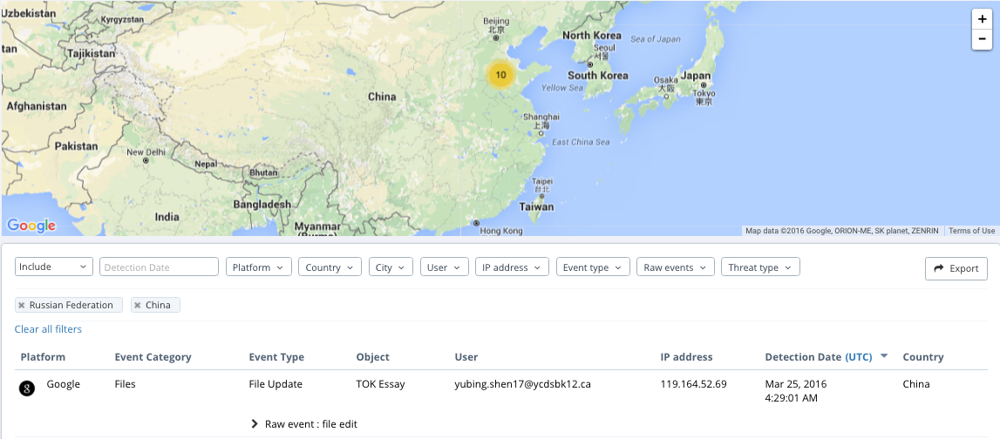 Uzbekistan
Kyrgyzstan
Beijing
北京
North Korea
Sea of Japan
tan
Tajikistan
Seoul
서울
10
South Korea
Japan
Osaka
大阪
Tokyo
東京
China
Yellow Sea
Afghanistan
Shanghai
上海
Pakistan
East China Sea
New Delhi
Nepal
Bhutan
Taipei
台北
Taiwan
Bangladesh
India
Myanmar
(Burma)
Hong Kong
Google
Map data ©2016 Google, ORION-ME, SK planet, ZENRIN
Terms of Use
+
−
Include
Detection Date
Platform
Country
City
User
IP address
Event type
Raw events
Threat type
Export
✖ Russian Federation
✖ China
Clear all filters
Platform Event Category Event Type Object User IP address Detection Date (UTC) Country
g Google Files File Update TOK Essay yubing.shen17@ycdsbk12.ca 119.164.52.69 Mar 25, 2016 China
4:29:01 AM
Raw event : file edit